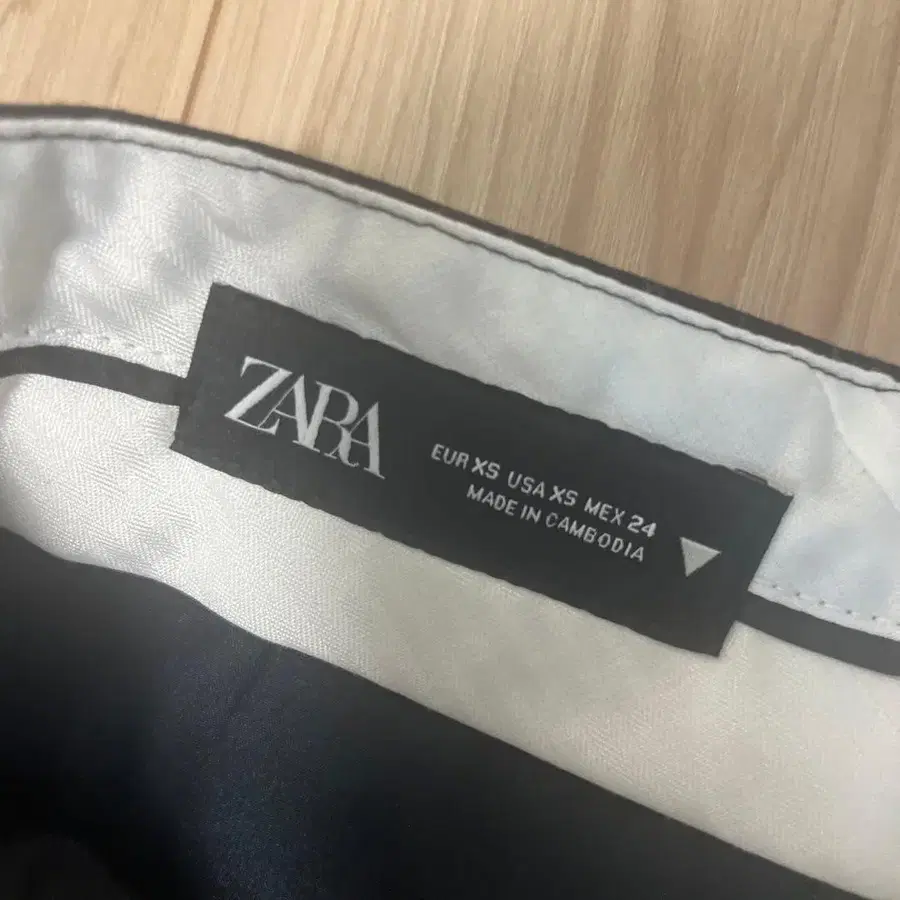 ZARA
EUR XS USA XS MEX 24
MADE IN CAMBODIA